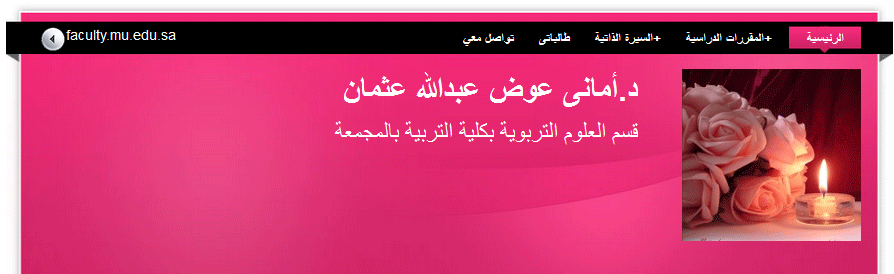 الرئيسية +المقررات الدراسية +السيرة الذاتية طالباتى تواصل معي faculty.mu.edu.sa
د.أمانى عوض عبدالله عثمان
قسم العلوم التربوية بكلية التربية بالمجمعة